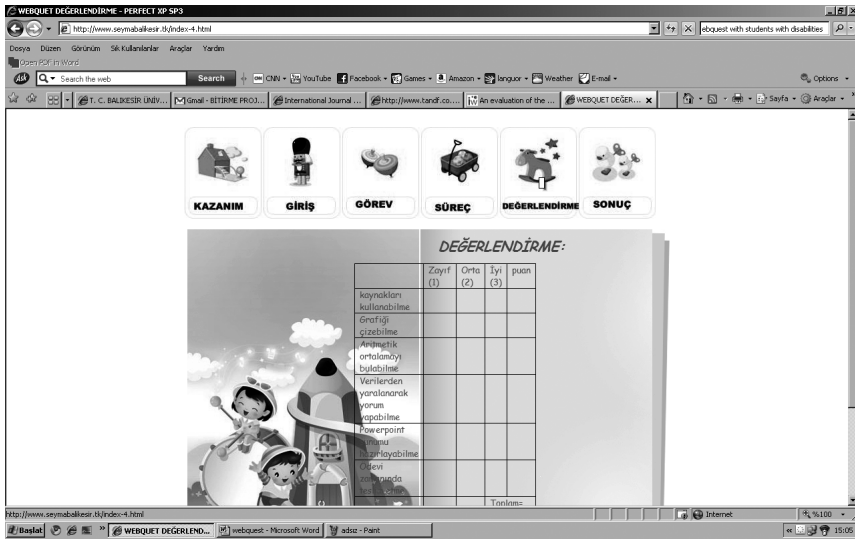 WEBQUET DEĞERLENDİRME - PERFECT XP SP3
http://www.seymabalikesir.tk/index-4.html
ebquest with students with disabilities
Dosya Düzen Görünüm Sık Kullanılanlar Araçlar Yardım
Open PDF in Word
Ask Search the web Search CNN YouTube Facebook Games Amazon languor Weather E-mail Options
T. C. BALIKESİR ÜNİV... Gmail - BİTİRME PROJ... International Journal ... http://www.tandf.co.... An evaluation of the ... WEBQUET DEĞER... Sayfa Araçlar
KAZANIM GİRİŞ GÖREV SÜREÇ DEĞERLENDİRME SONUÇ
DEĞERLENDİRME:
Zayıf Orta İyi puan
(1) (2) (3)
kaynakları
kullanabilme
Grafiği
çizebilme
Aritmetik
ortalamayı
bulabilme
Verilerden
yaralanarak
yorum
yapabilme
Powerpoint
sunumu
hazırlayabilme
Ödevi
zamanında
Toplam=
http://www.seymabalikesir.tk/index-4.html Internet %100
Başlat WEBQUET DEĞERLEND... webquest - Microsoft Word adsız - Paint 15:05